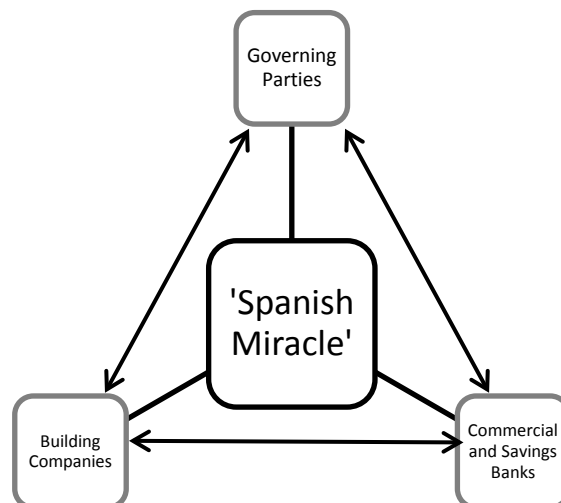 Governing
Parties
'Spanish
Miracle'
Building
Companies
Commercial
and Savings
Banks